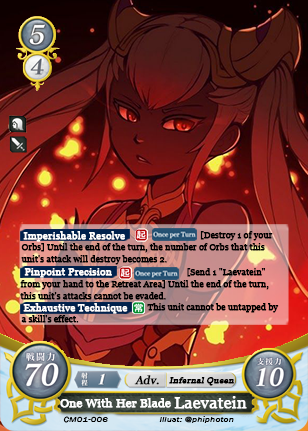 5
4
Imperishable Resolve 起 Once per Turn [Destroy 1 of your
Orbs] Until the end of the turn, the number of Orbs that this
unit's attack will destroy becomes 2.
Pinpoint Precision 起 Once per Turn [Send 1 "Laevatein"
from your hand to the Retreat Area] Until the end of the turn,
this unit's attacks cannot be evaded.
Exhaustive Technique 常 This unit cannot be untapped by
a skill's effect.
戦闘力
70
射程 1
Adv. Infernal Queen
支援力
10
One With Her Blade Laevatein
CM01-006 Illust: @phiphoton